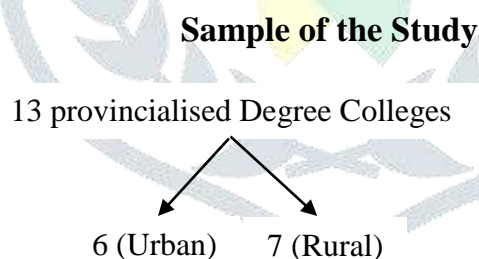 Sample of the Study
13 provincialised Degree Colleges
6 (Urban) 7 (Rural)